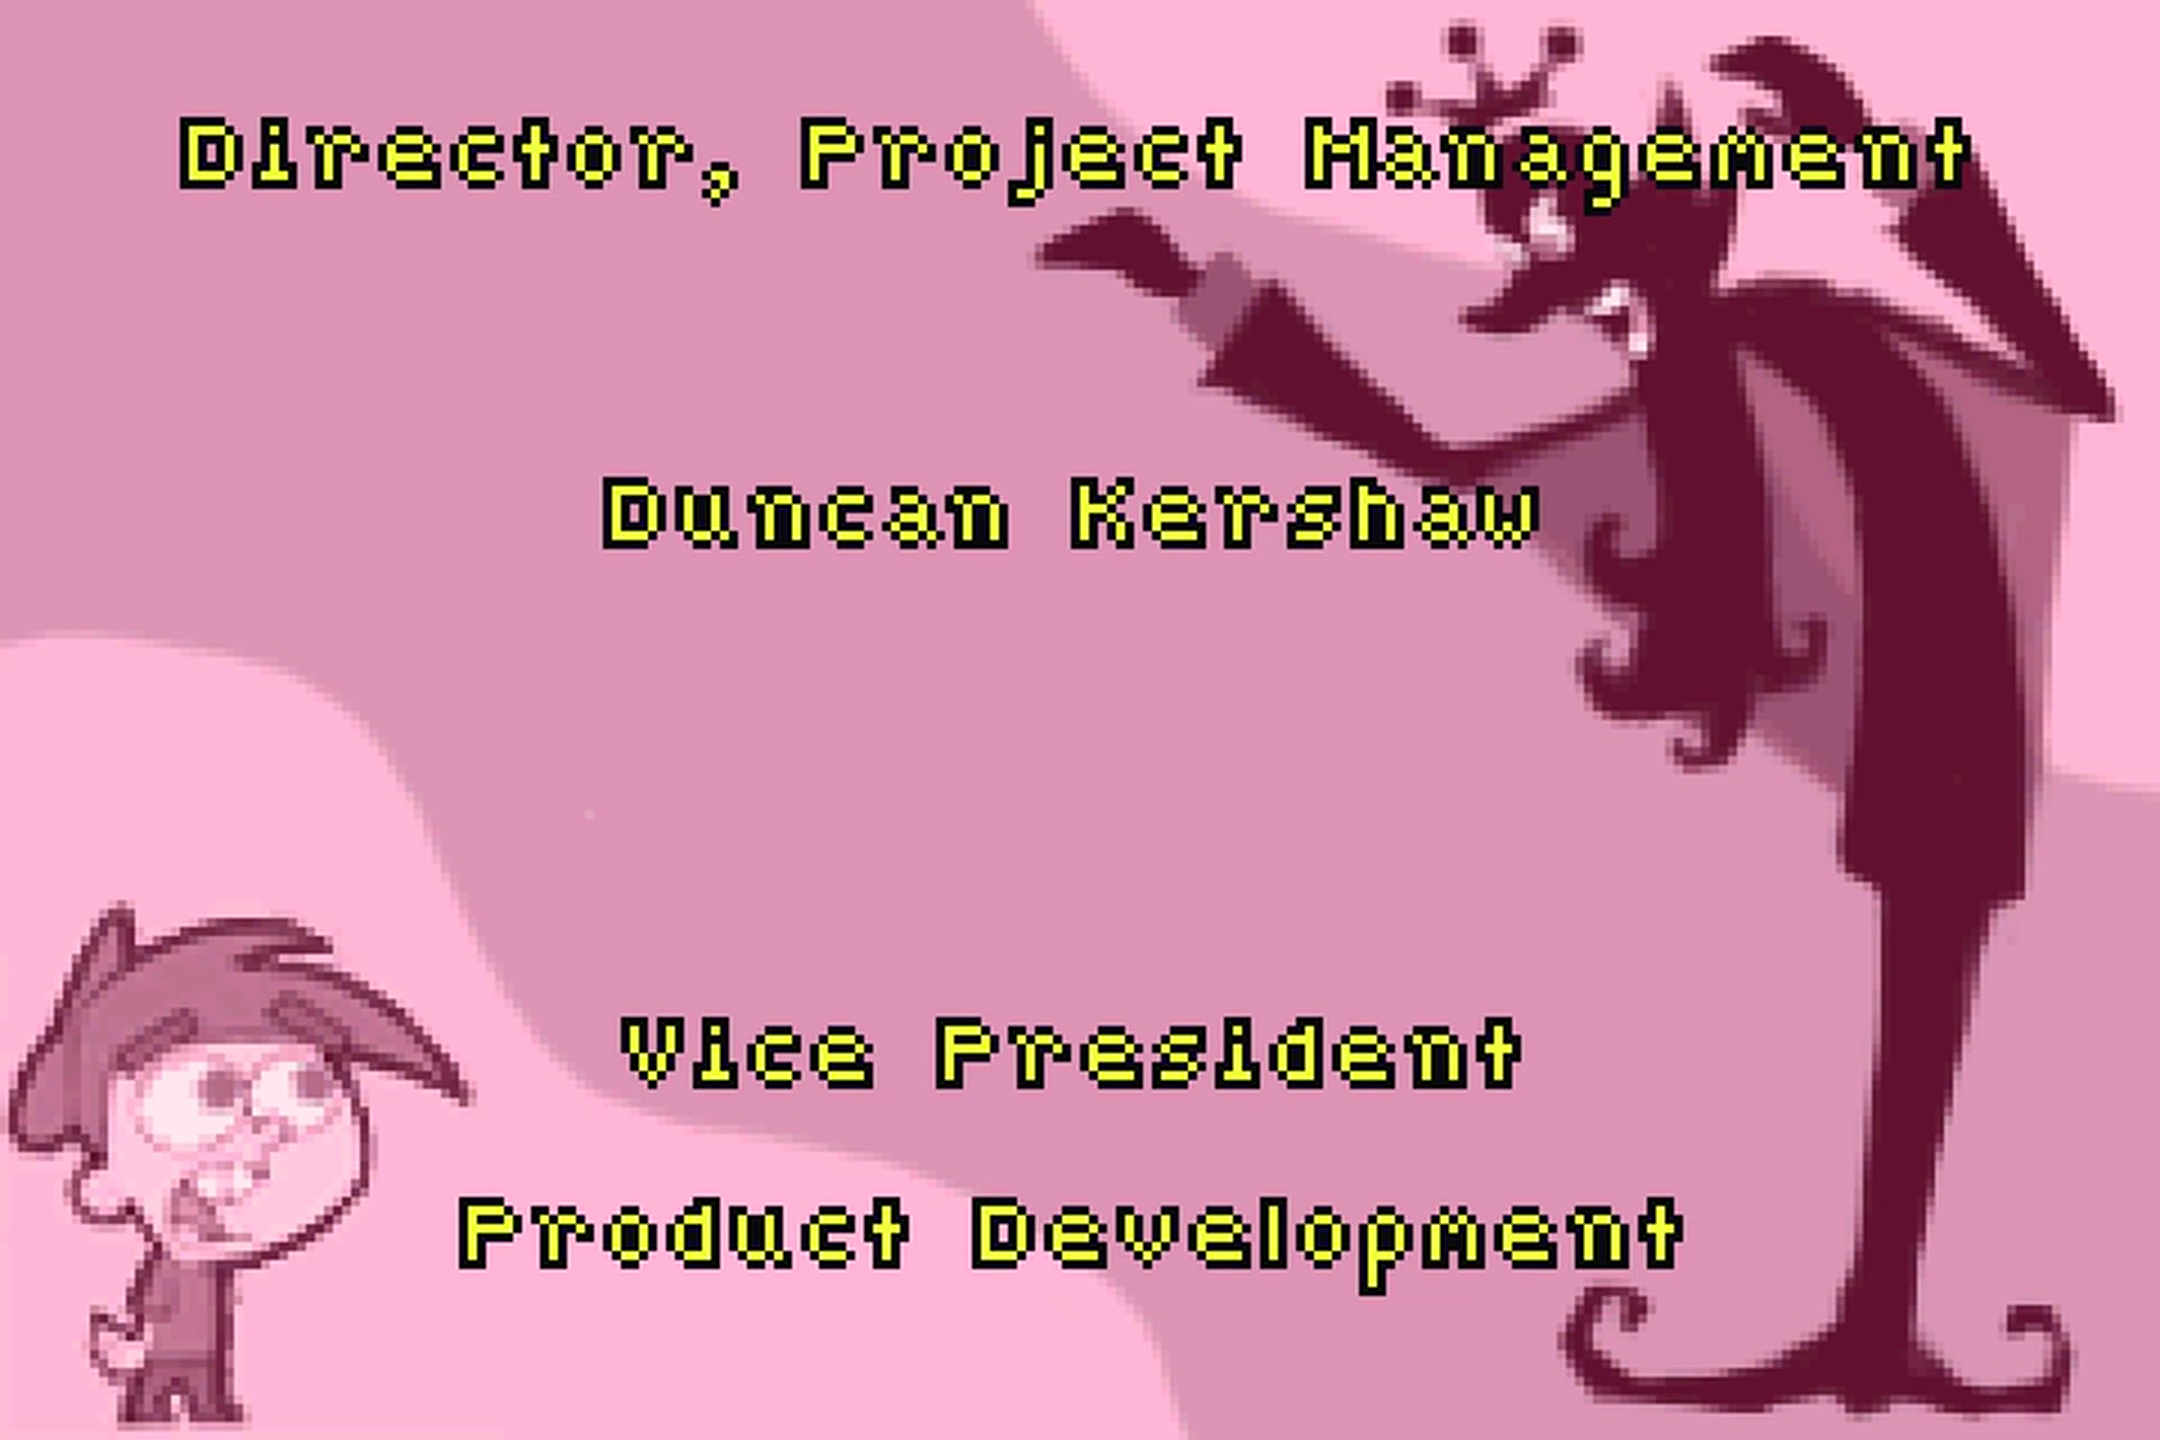 Director, Project Management
Duncan Kershaw
Vice President
Product Development